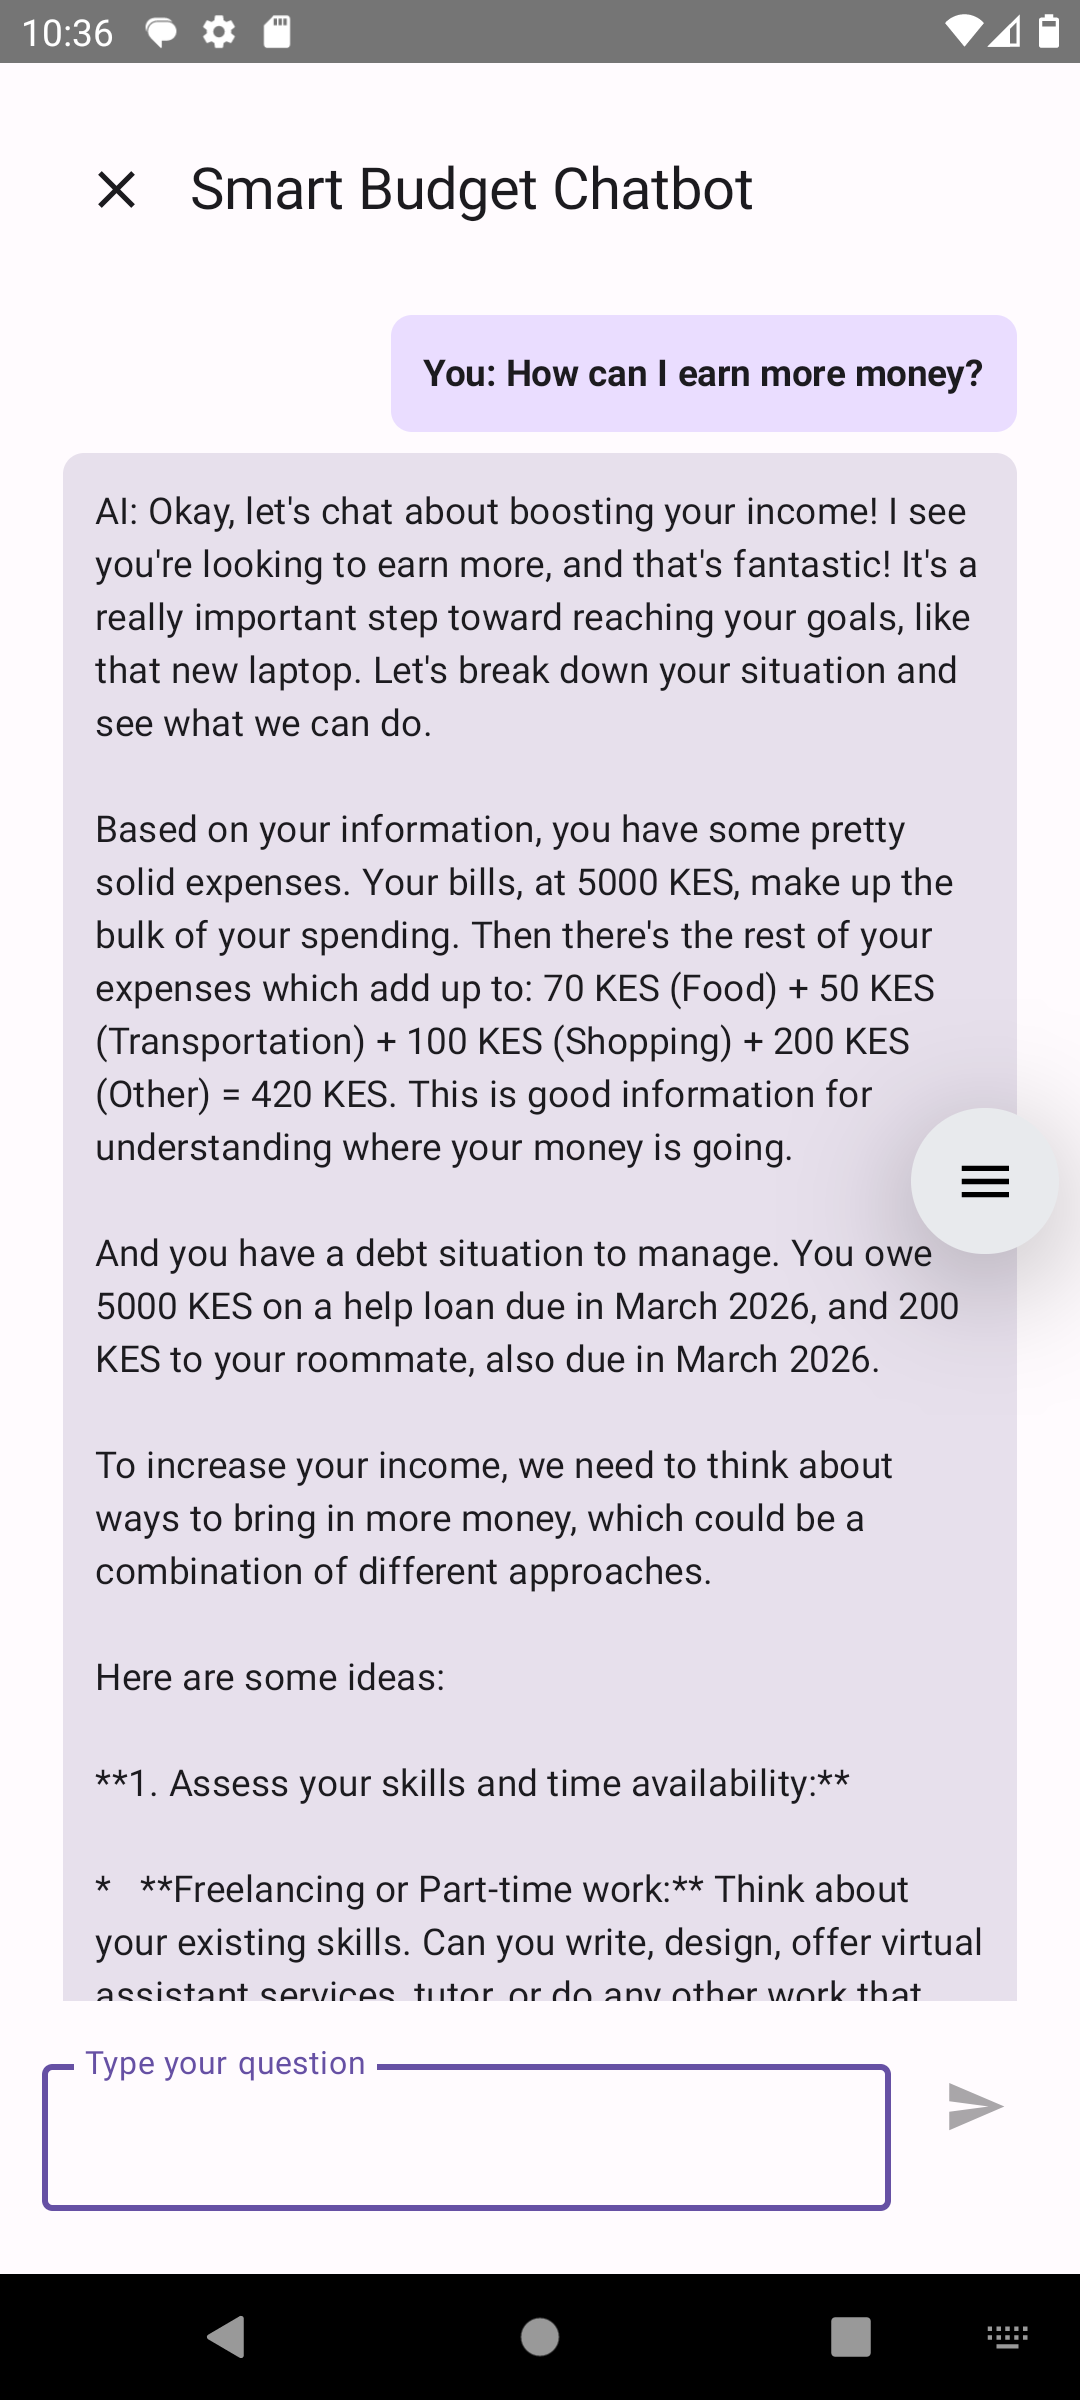 10:36
Smart Budget Chatbot
You: How can I earn more money?
AI: Okay, let's chat about boosting your income! I see
you're looking to earn more, and that's fantastic! It's a
really important step toward reaching your goals, like
that new laptop. Let's break down your situation and
see what we can do.
Based on your information, you have some pretty
solid expenses. Your bills, at 5000 KES, make up the
bulk of your spending. Then there's the rest of your
expenses which add up to: 70 KES (Food) + 50 KES
(Transportation) + 100 KES (Shopping) + 200 KES
(Other) = 420 KES. This is good information for
understanding where your money is going.
And you have a debt situation to manage. You owe
5000 KES on a help loan due in March 2026, and 200
KES to your roommate, also due in March 2026.
To increase your income, we need to think about
ways to bring in more money, which could be a
combination of different approaches.
Here are some ideas:
**1. Assess your skills and time availability:**
*   **Freelancing or Part-time work:** Think about
your existing skills. Can you write, design, offer virtual
assistant services, tutor, or do any other work that
Type your question